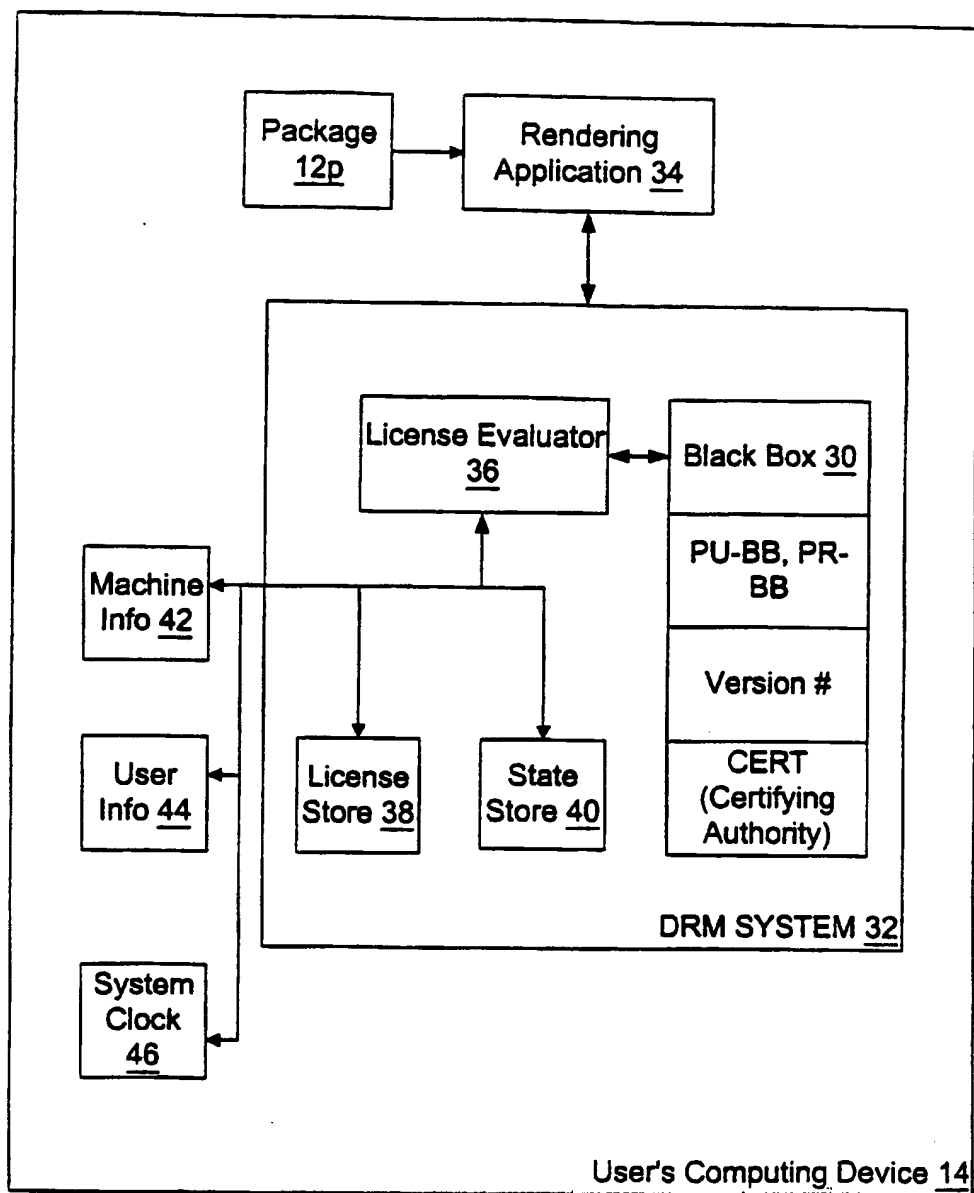 Package
12p
Rendering
Application 34
License Evaluator
36
Black Box 30
PU-BB, PR-
BB
Version #
CERT
(Certifying
Authority)
Machine
Info 42
User
Info 44
License
Store 38
State
Store 40
DRM SYSTEM 32
System
Clock
46
User's Computing Device 14